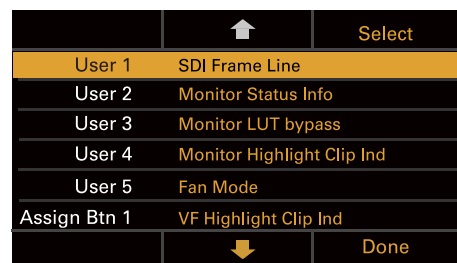 Select
User 1 SDI Frame Line
User 2 Monitor Status Info
User 3 Monitor LUT bypass
User 4 Monitor Highlight Clip Ind
User 5 Fan Mode
Assign Btn 1 VF Highlight Clip Ind
Done